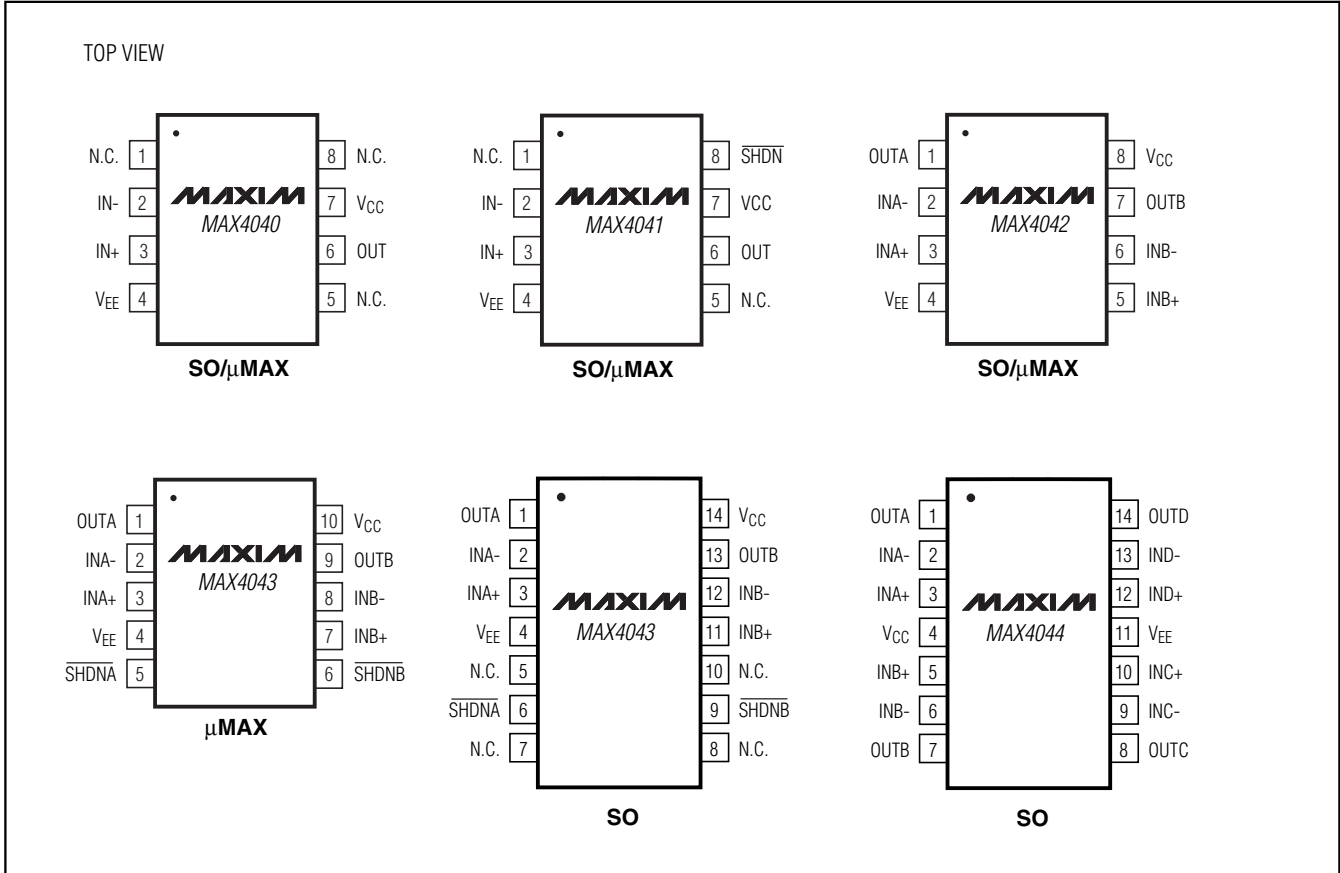 TOP VIEW
N.C. 1 8 N.C.
IN- 2 MAXIM 7 VCC
MAX4040
IN+ 3 6 OUT
VEE 4 5 N.C.
SO/μMAX
N.C. 1 8 SHDN
IN- 2 MAXIM 7 VCC
MAX4041
IN+ 3 6 OUT
VEE 4 5 N.C.
SO/μMAX
OUTA 1 8 VCC
INA- 2 MAXIM 7 OUTB
MAX4042
INA+ 3 6 INB-
VEE 4 5 INB+
SO/μMAX
OUTA 1 10 VCC
INA- 2 MAXIM 9 OUTB
MAX4043
INA+ 3 8 INB-
VEE 4 7 INB+
SHDNA 5 6 SHDNB
μMAX
OUTA 1 14 VCC
INA- 2 13 OUTB
INA+ 3 MAXIM 12 INB-
VEE 4 MAX4043 11 INB+
N.C. 5 10 N.C.
SHDNA 6 9 SHDNB
N.C. 7 8 N.C.
SO
OUTA 1 14 OUTD
INA- 2 13 IND-
INA+ 3 MAXIM 12 IND+
VCC 4 MAX4044 11 VEE
INB+ 5 10 INC+
INB- 6 9 INC-
OUTB 7 8 OUTC
SO